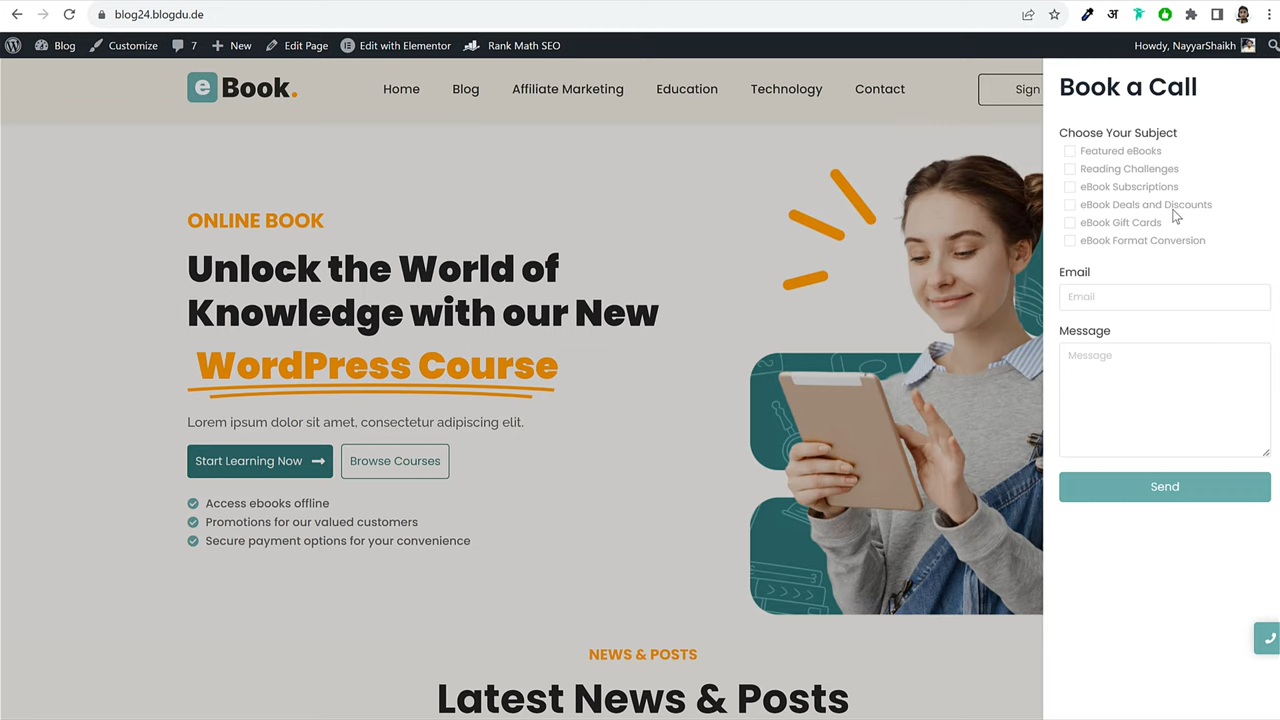 blog24.blogdu.de
अ
Blog
Customize
7
New
Edit Page
Edit with Elementor
Rank Math SEO
Howdy, NayyarShaikh
e Book.
Home
Blog
Affiliate Marketing
Education
Technology
Contact
Sign
ONLINE BOOK
Unlock the World of
Knowledge with our New
WordPress Course
Lorem ipsum dolor sit amet, consectetur adipiscing elit.
Start Learning Now
Browse Courses
Access ebooks offline
Promotions for our valued customers
Secure payment options for your convenience
NEWS & POSTS
Latest News & Posts
Book a Call
Choose Your Subject
Featured eBooks
Reading Challenges
eBook Subscriptions
eBook Deals and Discounts
eBook Gift Cards
eBook Format Conversion
Email
Email
Message
Message
Send